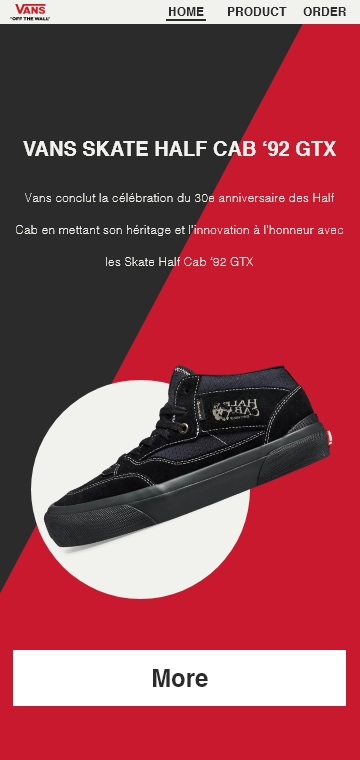 VANS
"OFF THE WALL"
HOME PRODUCT ORDER
VANS SKATE HALF CAB ‘92 GTX
Vans conclut la célébration du 30e anniversaire des Half
Cab en mettant son héritage et l'innovation à l'honneur avec
les Skate Half Cab ‘92 GTX
HALF
CAB
More